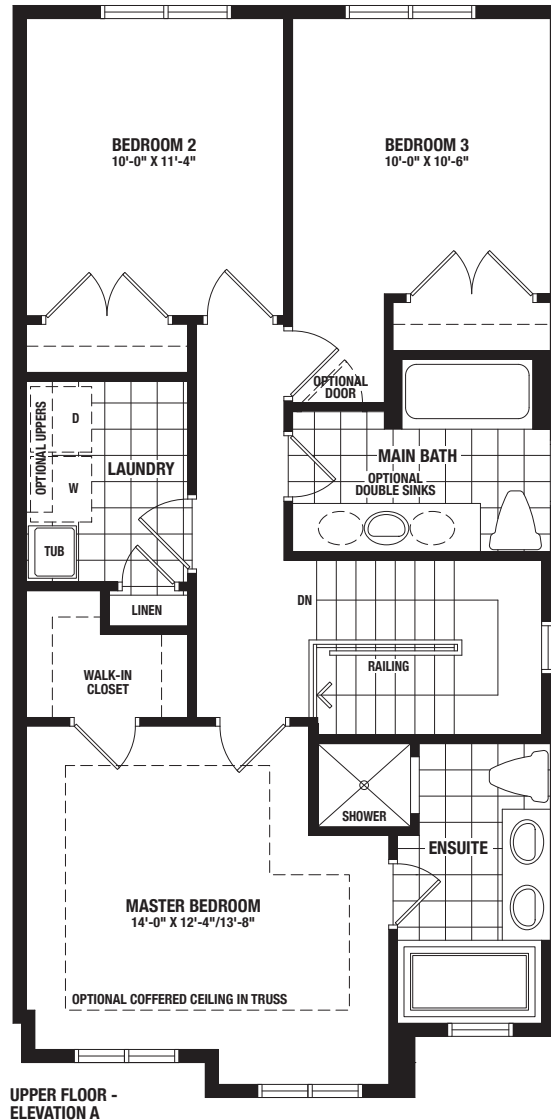 BEDROOM 2
10'-0" X 11'-4"
BEDROOM 3
10'-0" X 10'-6"
OPTIONAL
DOOR
OPTIONAL UPPERS
D
W
LAUNDRY
TUB
MAIN BATH
OPTIONAL
DOUBLE SINKS
LINEN
DN
RAILING
WALK-IN
CLOSET
SHOWER
ENSUITE
MASTER BEDROOM
14'-0" X 12'-4"/13'-8"
OPTIONAL COFFERED CEILING IN TRUSS
UPPER FLOOR -
ELEVATION A